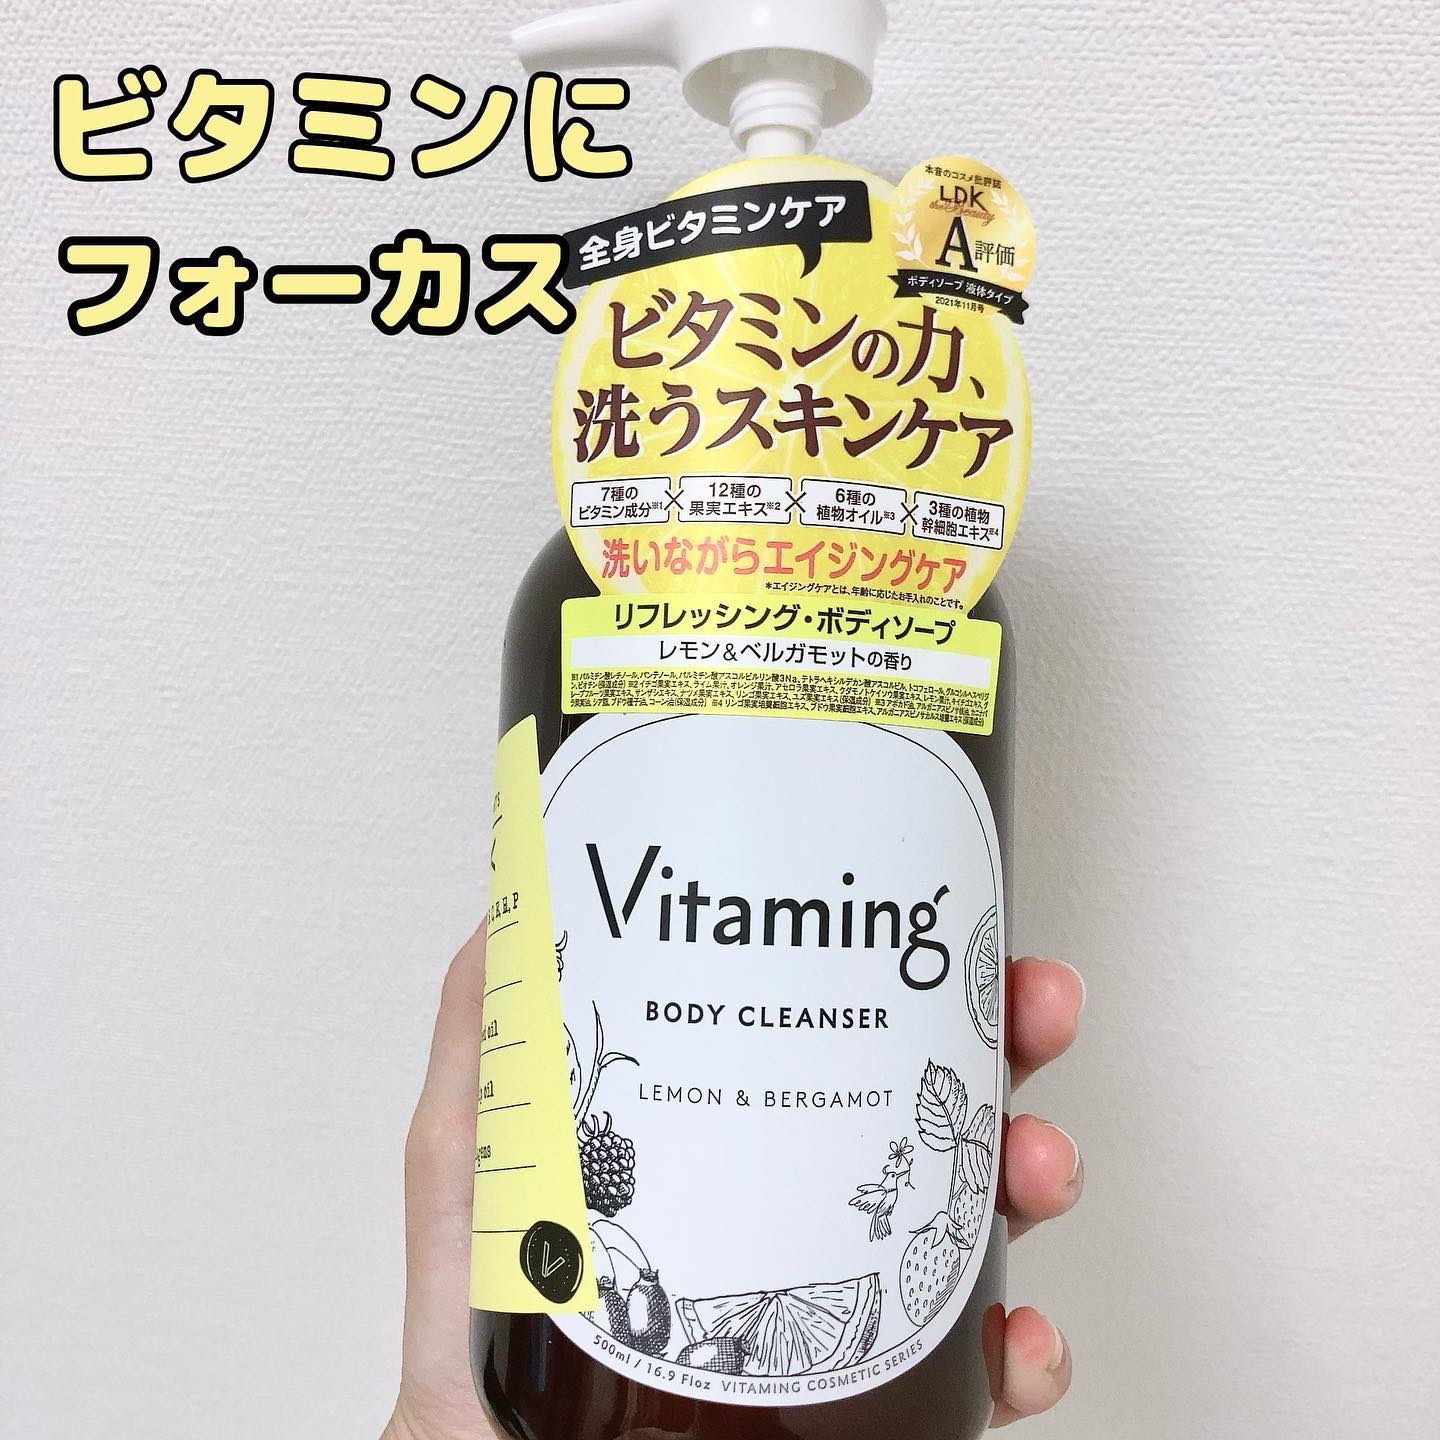 ビタミンに
フォーカス
全身ビタミンケア
本音のコスメ批評誌
LDK
the Beauty
A評価
ボディソープ 液体タイプ
2021年11月号
ビタミンの力、
洗うスキンケア
7種の
ビタミン成分※1
×
12種の
果実エキス※2
×
6種の
植物オイル※3
×
3種の植物
幹細胞エキス※4
洗いながらエイジングケア
*エイジングケアとは、年齢に応じたお手入れのことです。
リフレッシング・ボディソープ
レモン&ベルガモットの香り
Vitaming
BODY CLEANSER
LEMON & BERGAMOT
C, K, H, P
oil
oil
500ml / 16.9 Floz VITAMING COSMETIC SERIES